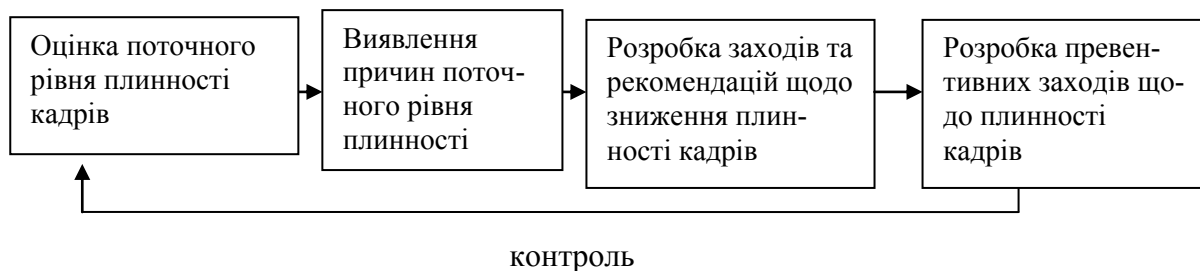 Оцінка поточного
рівня плинності
кадрів
Виявлення
причин поточ-
ного рівня
плинності
Розробка заходів та
рекомендацій щодо
зниження плин-
ності кадрів
Розробка превен-
тивних заходів що-
до плинності
кадрів
контроль